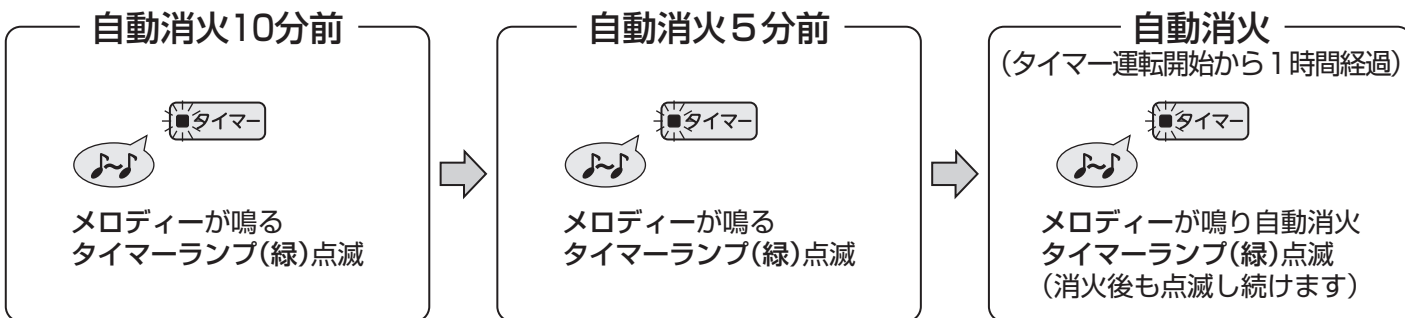 自動消火10分前
タイマー
メロディーが鳴る
タイマーランプ(緑)点滅
自動消火5分前
タイマー
メロディーが鳴る
タイマーランプ(緑)点滅
自動消火
(タイマー運転開始から1時間経過)
タイマー
メロディーが鳴り自動消火
タイマーランプ(緑)点滅
(消火後も点滅し続けます)